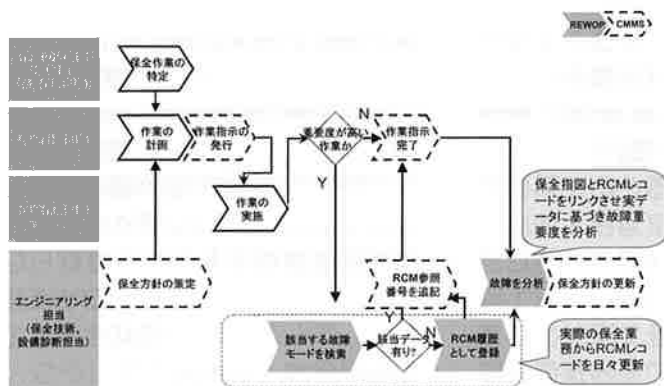 REWOP
CMMS
保全作業の
特定
作業の
計画
作業指示の
発行
重要度が高い
作業か
N
作業指示
完了
Y
作業の
実施
保全指図とRCMレコ
ードをリンクさせ実デ
ータに基づき故障重
要度を分析
エンジニアリング
担当
(保全技術、
設備診断担当)
保全方針の策定
RCM参照
番号を追記
故障を分析
保全方針の更新
該当する故障
モードを検索
Y
該当データ
有り?
N
RCM履歴
として登録
実際の保全業
務からRCMレコー
ドを日々更新